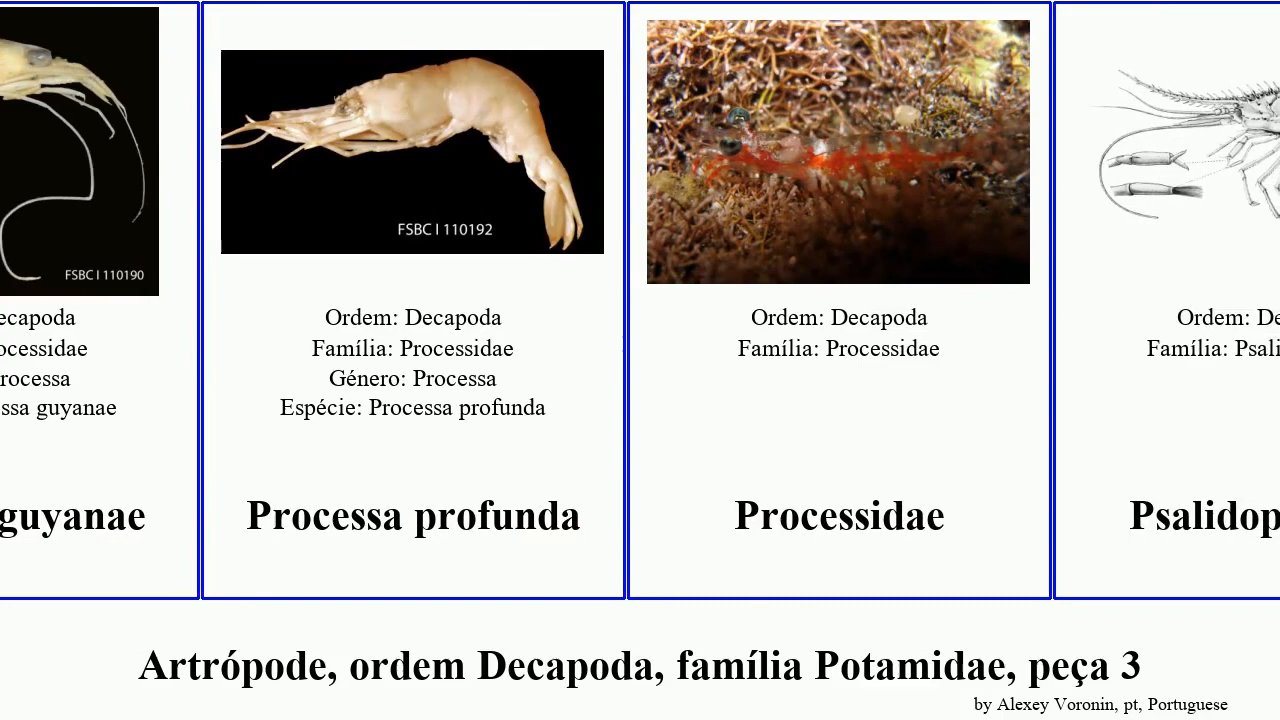 FSBC I 110190
ecapoda
ocessidae
rocessa
ssa guyanae
guyanae
FSBC I 110192
Ordem: Decapoda
Família: Processidae
Género: Processa
Espécie: Processa profunda
Processa profunda
Ordem: Decapoda
Família: Processidae
Processidae
Ordem: De
Família: Psali
Psalidop
Artrópode, ordem Decapoda, família Potamidae, peça 3
by Alexey Voronin, pt, Portuguese